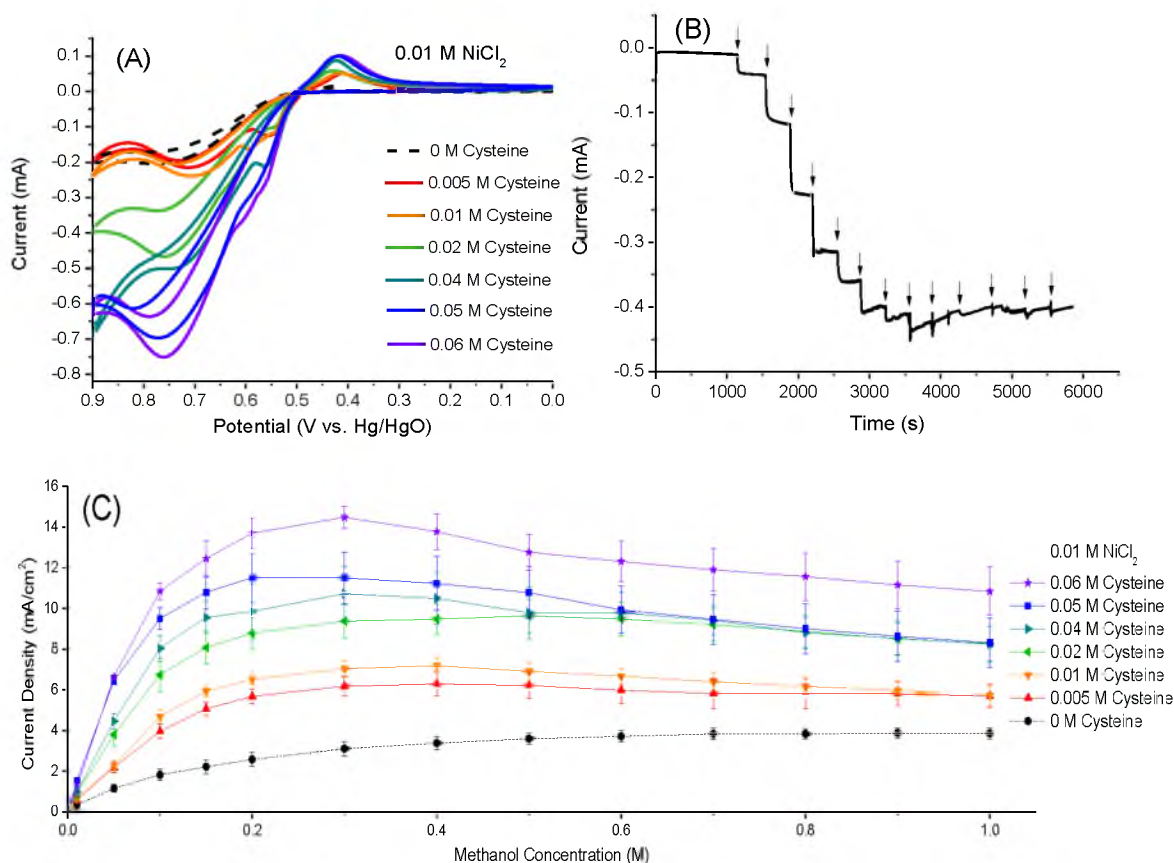 (A)
0.01 M NiCl2
0.1
0.0
-0.1
-0.2
-0.3
-0.4
-0.5
-0.6
-0.7
-0.8
Current (mA)
0 M Cysteine
0.005 M Cysteine
0.01 M Cysteine
0.02 M Cysteine
0.04 M Cysteine
0.05 M Cysteine
0.06 M Cysteine
0.9 0.8 0.7 0.6 0.5 0.4 0.3 0.2 0.1 0.0
Potential (V vs. Hg/HgO)
(B)
0.0
-0.1
-0.2
-0.3
-0.4
-0.5
Current (mA)
0 1000 2000 3000 4000 5000 6000
Time (s)
(C)
16
14
12
10
8
6
4
2
0
Current Density (mA/cm2)
0.01 M NiCl2
0.06 M Cysteine
0.05 M Cysteine
0.04 M Cysteine
0.02 M Cysteine
0.01 M Cysteine
0.005 M Cysteine
0 M Cysteine
0.0 0.2 0.4 0.6 0.8 1.0
Methanol Concentration (M)